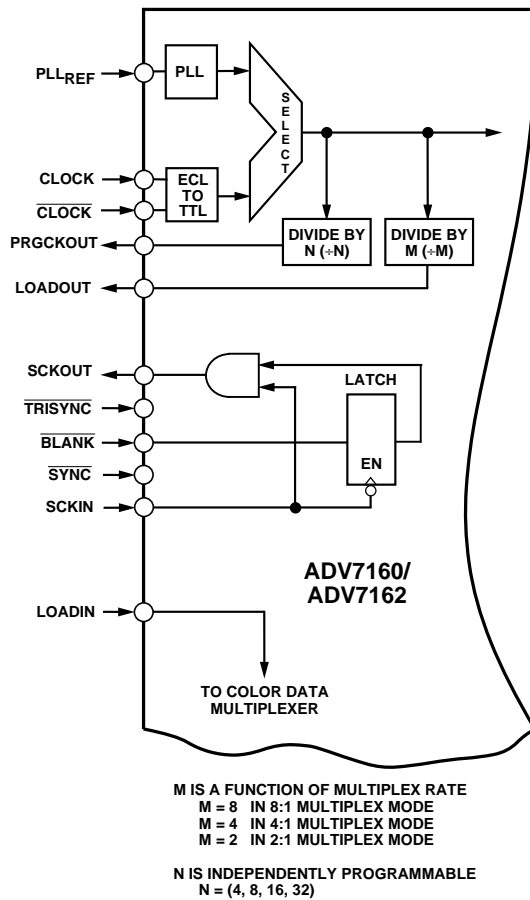 PLLREF
PLL
SELECT
CLOCK
CLOCK
ECL
TO
TTL
PRGCKOUT
DIVIDE BY
N (÷N)
DIVIDE BY
M (÷M)
LOADOUT
SCKOUT
LATCH
TRISYNC
BLANK
EN
SYNC
SCKIN
ADV7160/
ADV7162
LOADIN
TO COLOR DATA
MULTIPLEXER
M IS A FUNCTION OF MULTIPLEX RATE
M = 8 IN 8:1 MULTIPLEX MODE
M = 4 IN 4:1 MULTIPLEX MODE
M = 2 IN 2:1 MULTIPLEX MODE
N IS INDEPENDENTLY PROGRAMMABLE
N = (4, 8, 16, 32)